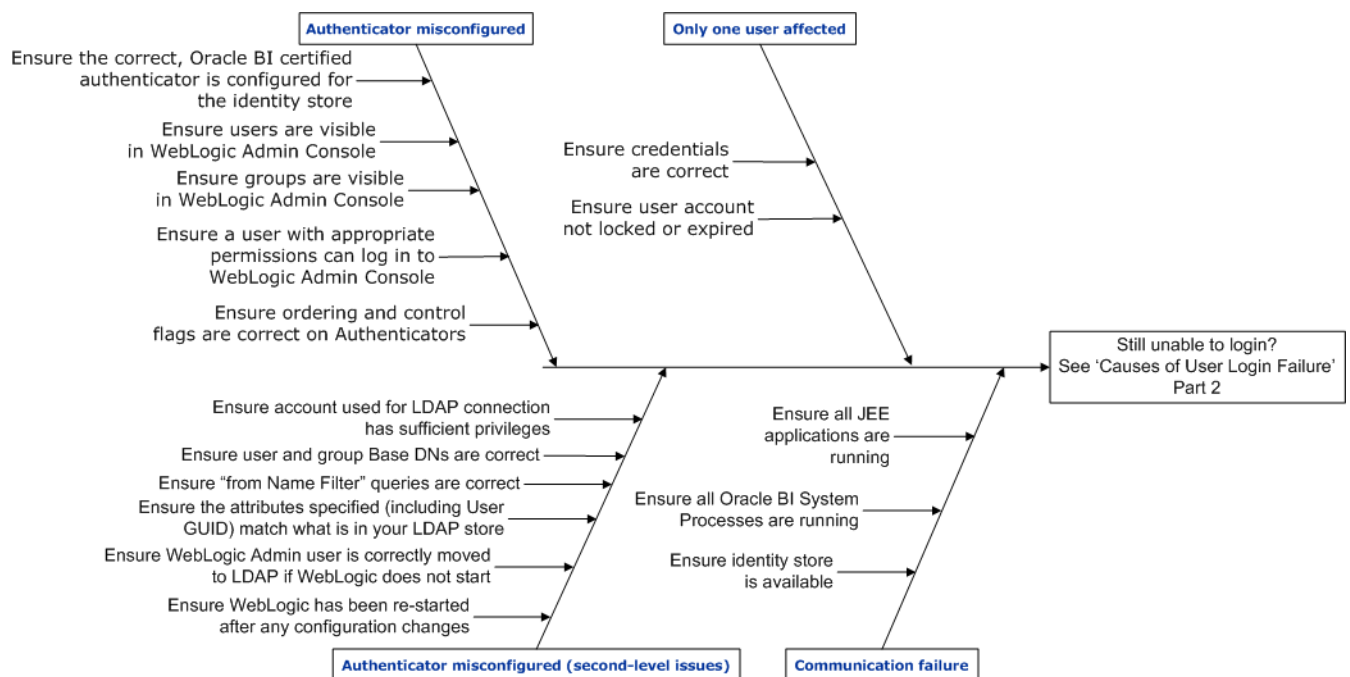 Authenticator misconfigured
Only one user affected
Ensure the correct, Oracle BI certified
authenticator is configured for
the identity store
Ensure users are visible
in WebLogic Admin Console
Ensure groups are visible
in WebLogic Admin Console
Ensure a user with appropriate
permissions can log in to
WebLogic Admin Console
Ensure ordering and control
flags are correct on Authenticators
Ensure credentials
are correct
Ensure user account
not locked or expired
Still unable to login?
See ‘Causes of User Login Failure’
Part 2
Ensure account used for LDAP connection
has sufficient privileges
Ensure user and group Base DNs are correct
Ensure “from Name Filter” queries are correct
Ensure the attributes specified (including User
GUID) match what is in your LDAP store
Ensure WebLogic Admin user is correctly moved
to LDAP if WebLogic does not start
Ensure WebLogic has been re-started
after any configuration changes
Ensure all JEE
applications are
running
Ensure all Oracle BI System
Processes are running
Ensure identity store
is available
Authenticator misconfigured (second-level issues)
Communication failure